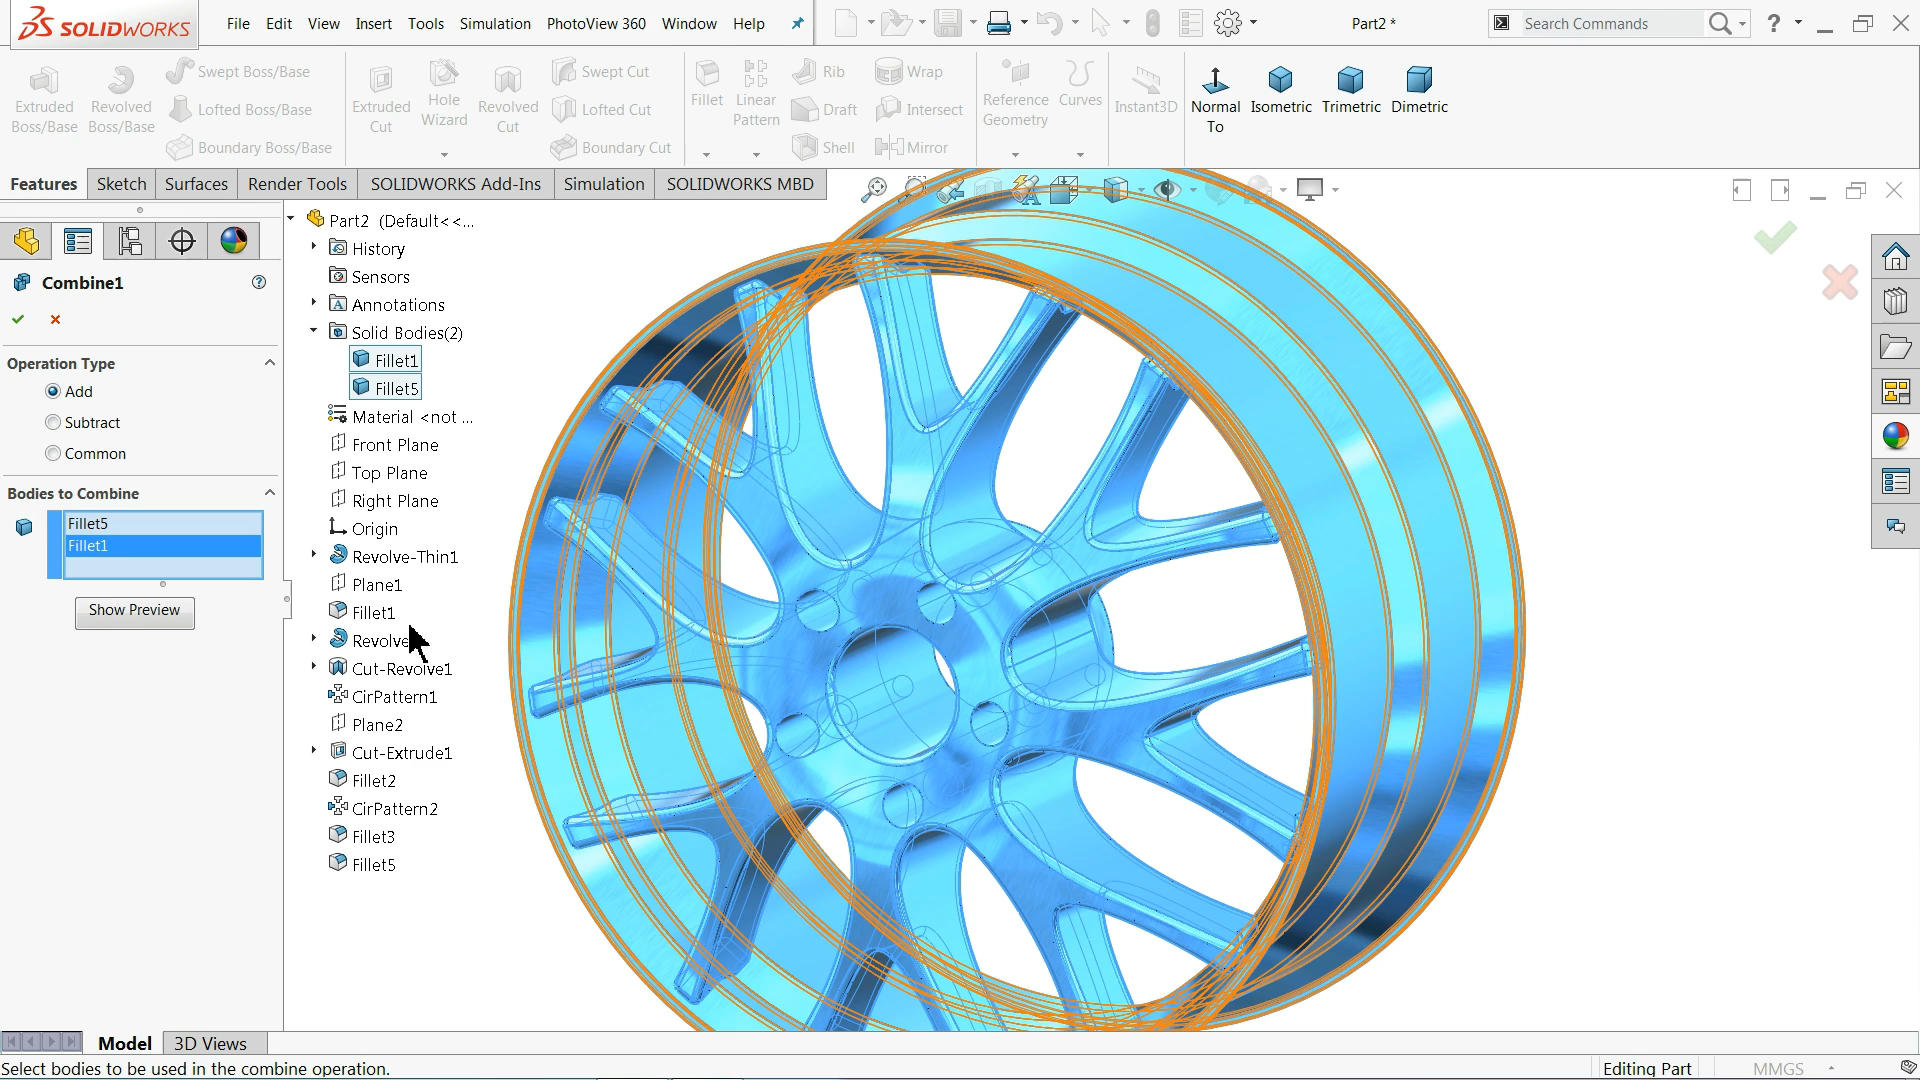 SOLIDWORKS
File Edit View Insert Tools Simulation PhotoView 360 Window Help
Part2 *
Search Commands
?
Extruded Boss/Base
Revolved Boss/Base
Swept Boss/Base
Lofted Boss/Base
Boundary Boss/Base
Extruded Cut
Hole Wizard
Revolved Cut
Swept Cut
Lofted Cut
Boundary Cut
Fillet
Linear Pattern
Rib
Draft
Shell
Wrap
Intersect
Mirror
Reference Geometry
Curves
Instant3D
Normal To
Isometric
Trimetric
Dimetric
Features Sketch Surfaces Render Tools SOLIDWORKS Add-Ins Simulation SOLIDWORKS MBD
Combine1
?
Operation Type
Add
Subtract
Common
Bodies to Combine
Fillet5
Fillet1
Show Preview
Part2 (Default<<...
History
Sensors
Annotations
Solid Bodies(2)
Fillet1
Fillet5
Material <not ...
Front Plane
Top Plane
Right Plane
Origin
Revolve-Thin1
Plane1
Fillet1
Revolve
Cut-Revolve1
CirPattern1
Plane2
Cut-Extrude1
Fillet2
CirPattern2
Fillet3
Fillet5
Model 3D Views
Select bodies to be used in the combine operation.
Editing Part
MMGS